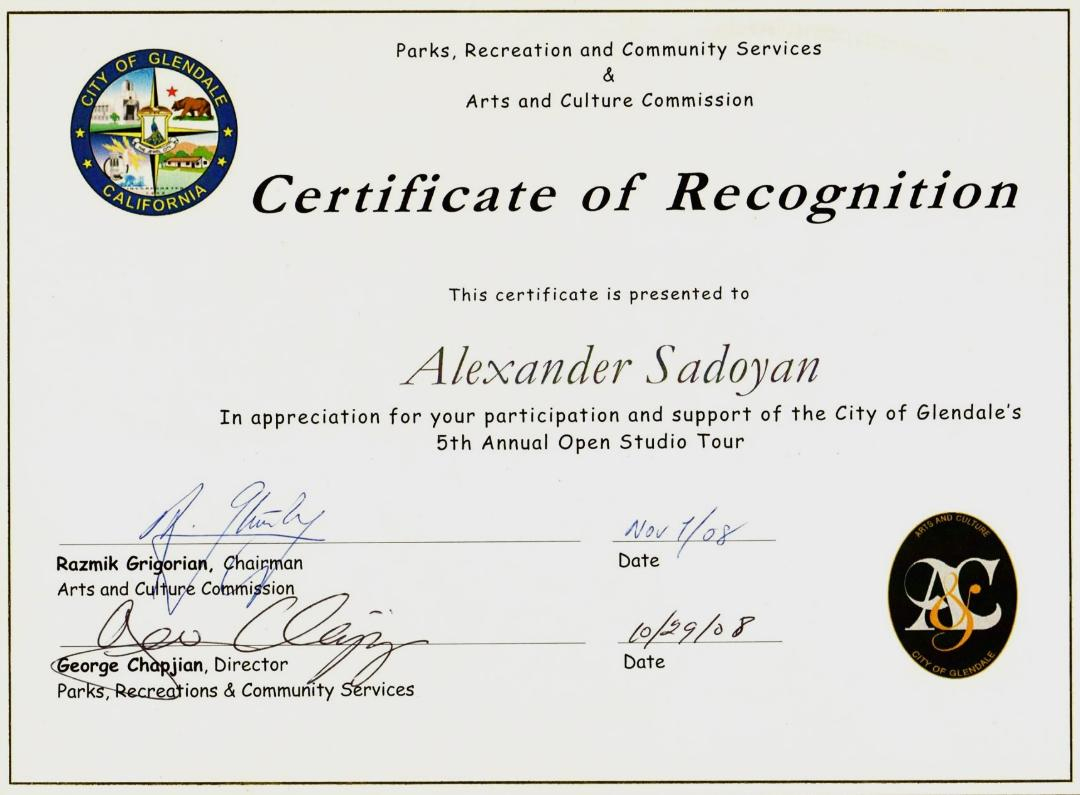 Parks, Recreation and Community Services
&
Arts and Culture Commission
CITY OF GLENDALE
CALIFORNIA
Certificate of Recognition
This certificate is presented to
Alexander Sadoyan
In appreciation for your participation and support of the City of Glendale's
5th Annual Open Studio Tour
Nov 7/08
Razmik Grigorian, Chairman
Date
Arts and Culture Commission
10/29/08
George Chapjian, Director
Date
Parks, Recreations & Community Services
ARTS AND CULTURE
A&C
CITY OF GLENDALE